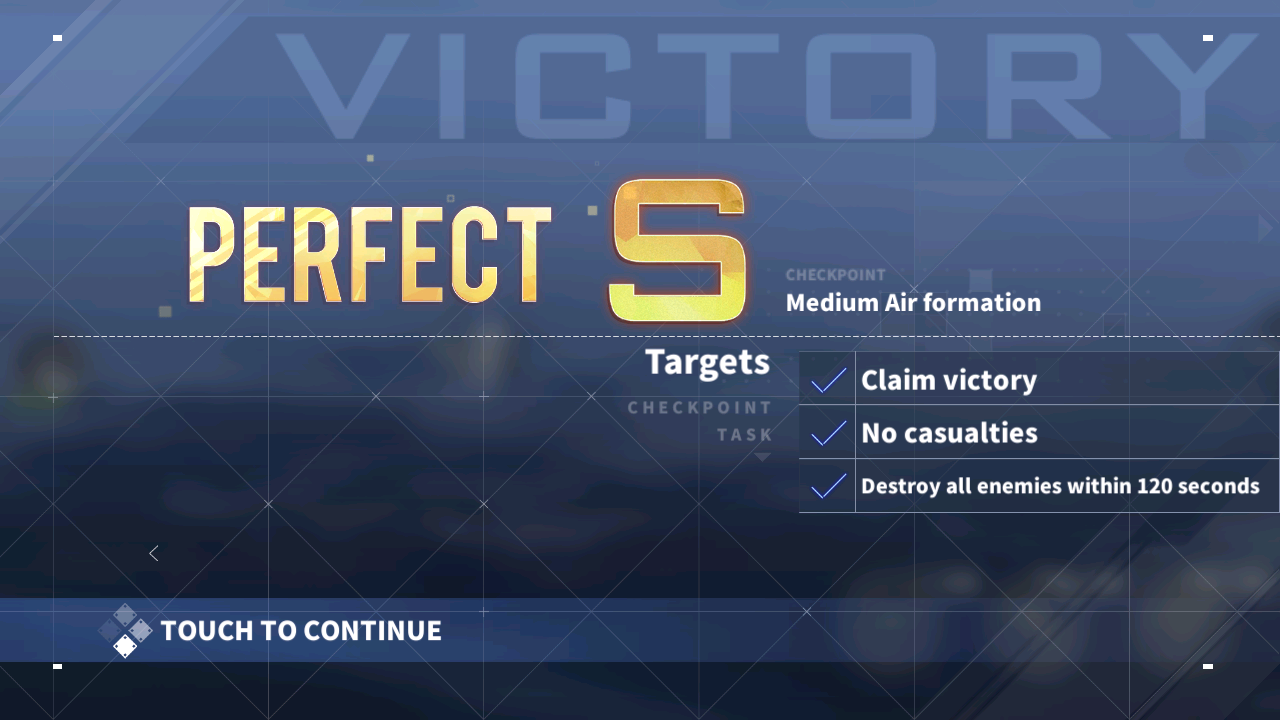 VICTORY
PERFECT S
CHECKPOINT
Medium Air formation
Targets
CHECKPOINT
TASK
Claim victory
No casualties
Destroy all enemies within 120 seconds
TOUCH TO CONTINUE